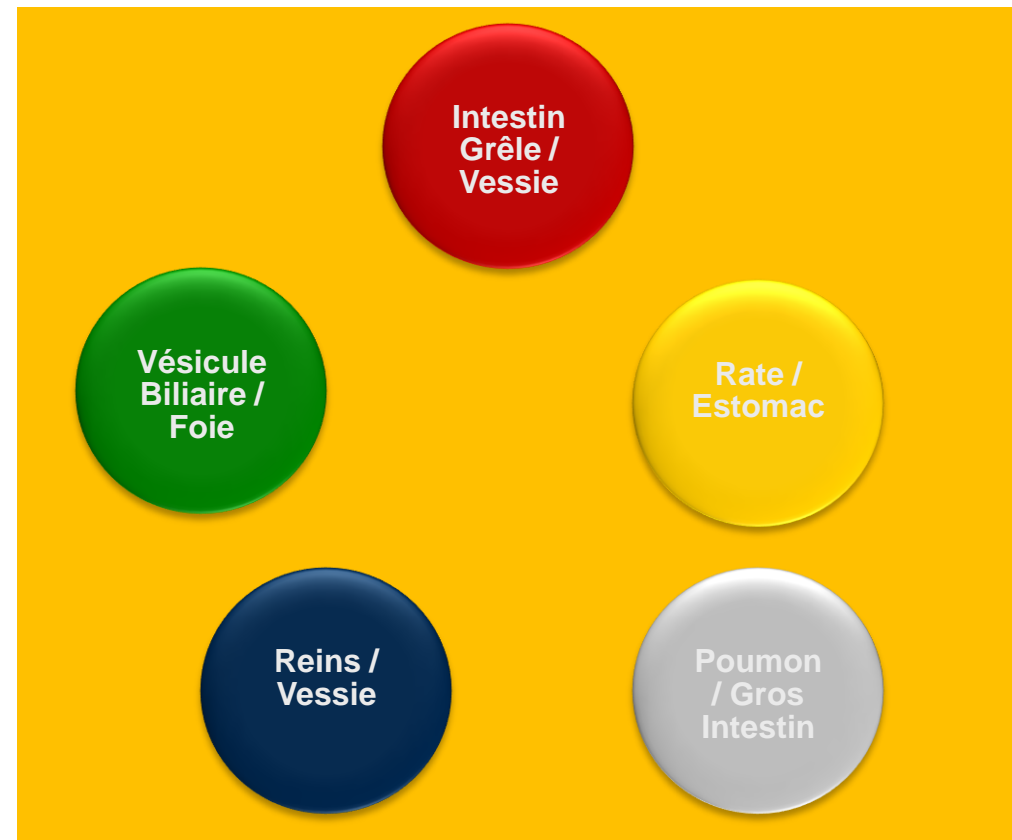 Intestin
Grêle /
Vessie
Vésicule
Biliaire /
Foie
Rate /
Estomac
Reins /
Vessie
Poumon
/ Gros
Intestin